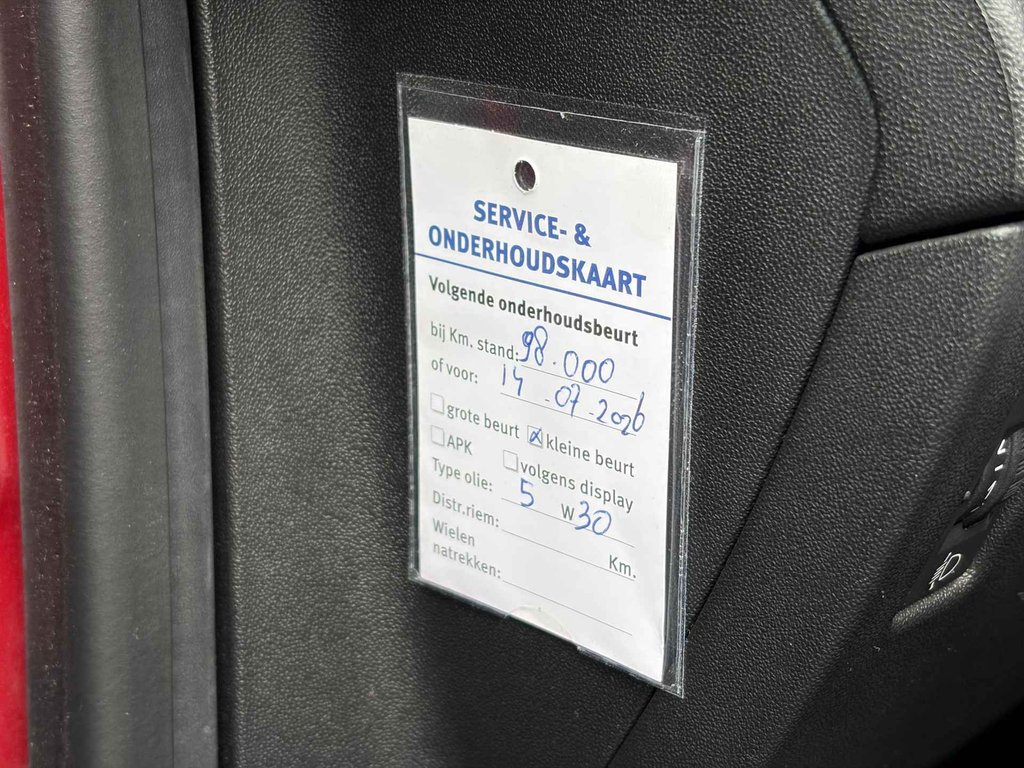 SERVICE- &
ONDERHOUDSKAART
Volgende onderhoudsbeurt
bij Km. stand: 98.000
of voor: 14-07-2026
grote beurt kleine beurt
APK volgens display
Type olie: 5 W 30
Distr.riem: Km.
Wielen
natrekken: